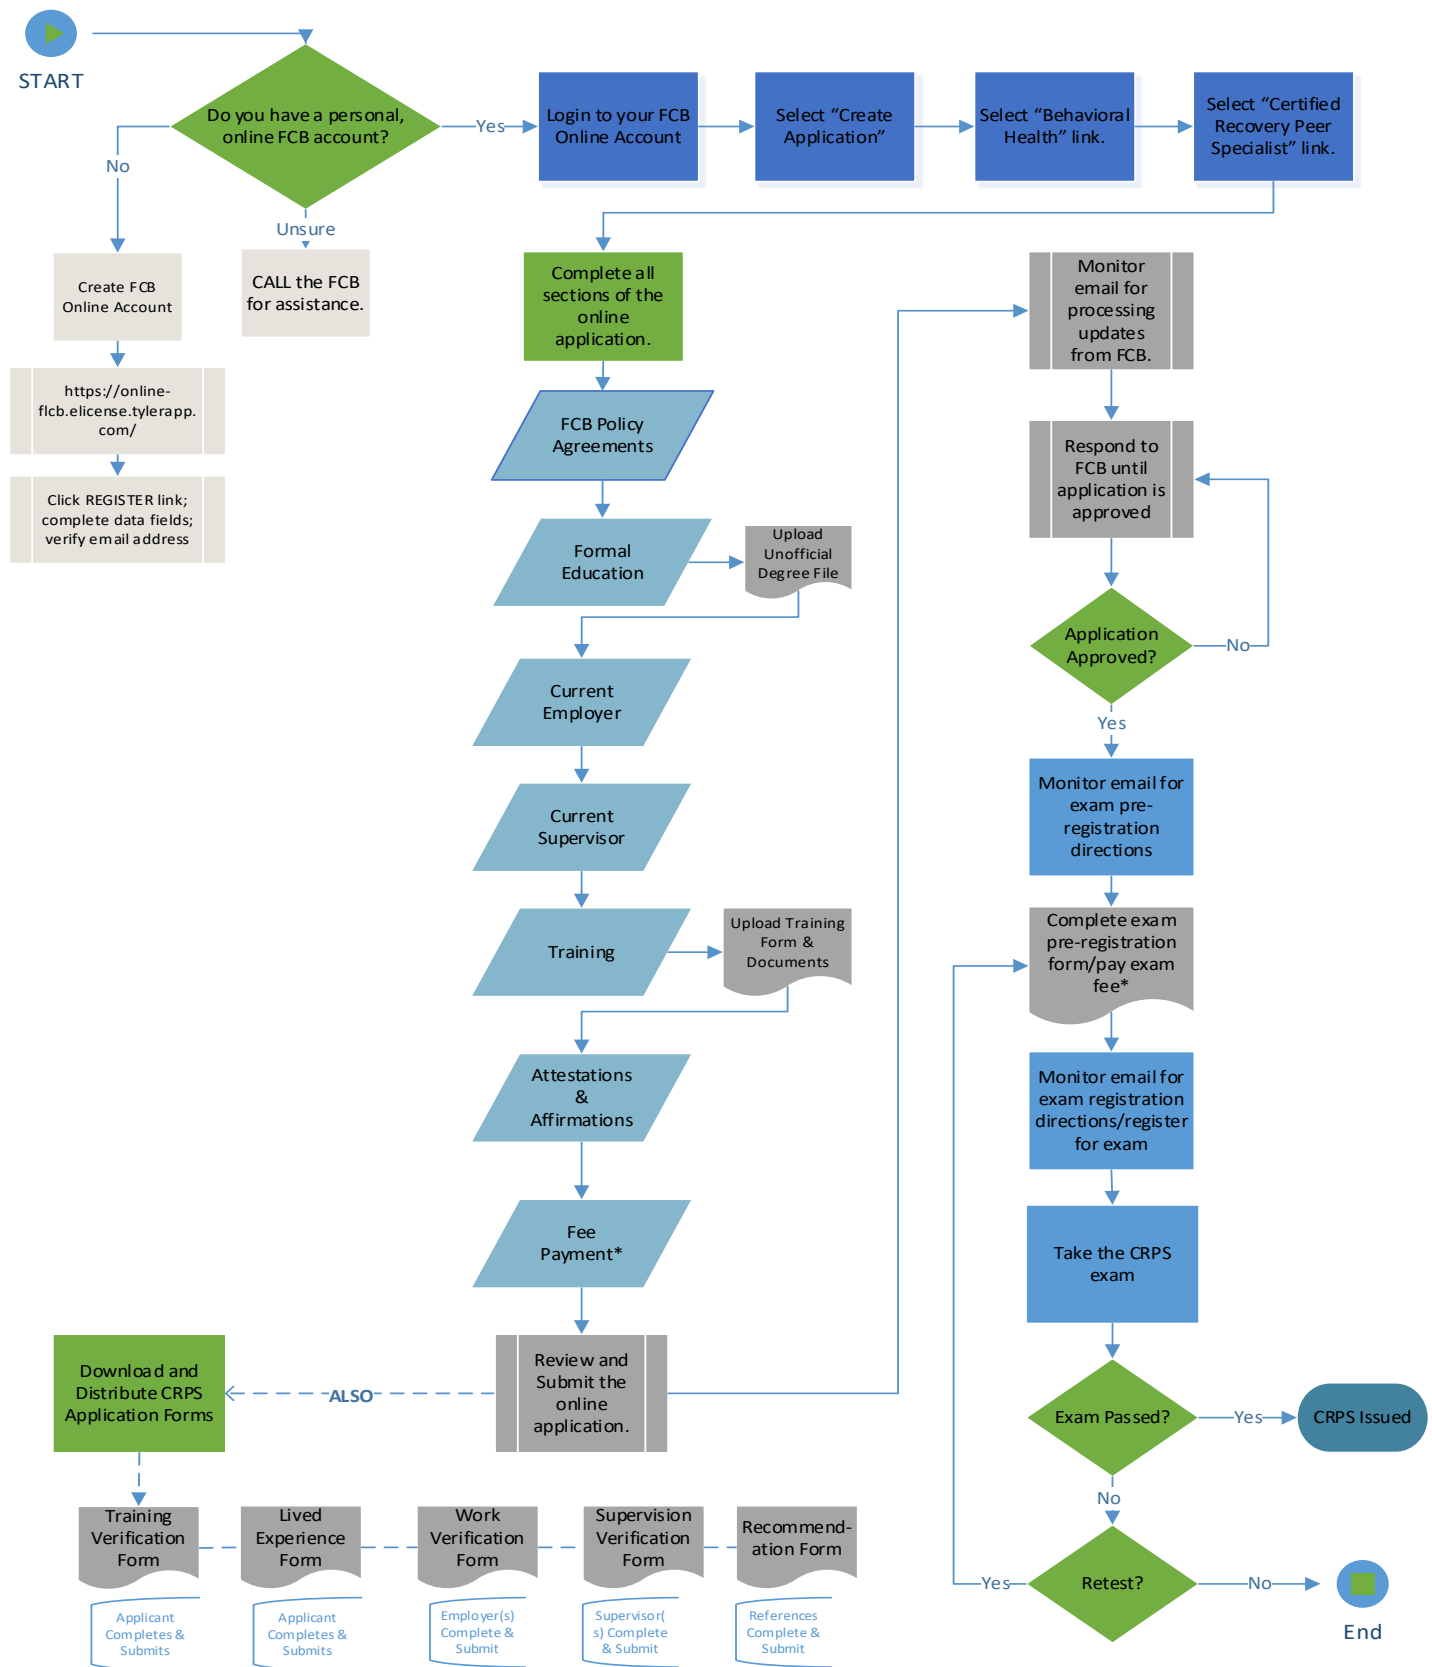 START
Do you have a personal,
online FCB account?
Yes
No
Unsure
Login to your FCB
Online Account
Select “Create
Application”
Select “Behavioral
Health” link.
Select “Certified
Recovery Peer
Specialist” link.
Create FCB
Online Account
https://online-
flcb.elicense.tylerapp.
com/
Click REGISTER link;
complete data fields;
verify email address
CALL the FCB
for assistance.
Complete all
sections of the
online
application.
FCB Policy
Agreements
Formal
Education
Upload
Unofficial
Degree File
Current
Employer
Current
Supervisor
Training
Upload Training
Form &
Documents
Attestations
&
Affirmations
Fee
Payment*
Review and
Submit the
online
application.
ALSO
Download and
Distribute CRPS
Application Forms
Training
Verification
Form
Lived
Experience
Form
Work
Verification
Form
Supervision
Verification
Form
Recommend-
ation Form
Applicant
Completes &
Submits
Applicant
Completes &
Submits
Employer(s)
Complete &
Submit
Supervisor(
s) Complete
& Submit
References
Complete &
Submit
Monitor
email for
processing
updates
from FCB.
Respond to
FCB until
application is
approved
Application
Approved?
No
Yes
Monitor email for
exam pre-
registration
directions
Complete exam
pre-registration
form/pay exam
fee*
Monitor email for
exam registration
directions/register
for exam
Take the CRPS
exam
Exam Passed?
Yes
CRPS Issued
No
Retest?
Yes
No
End